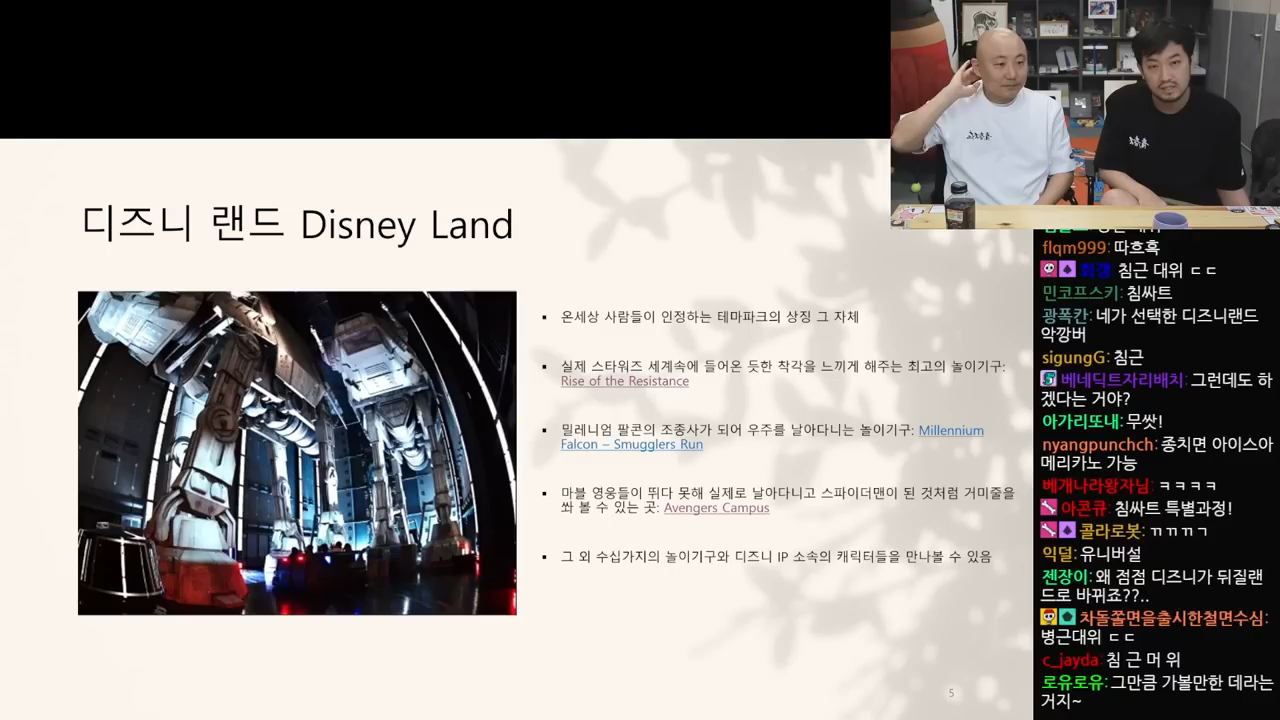 디즈니 랜드 Disney Land
▪ 온세상 사람들이 인정하는 테마파크의 상징 그 자체
▪ 실제 스타워즈 세계속에 들어온 듯한 착각을 느끼게 해주는 최고의 놀이기구:
Rise of the Resistance
▪ 밀레니엄 팔콘의 조종사가 되어 우주를 날아다니는 놀이기구: Millennium
Falcon – Smugglers Run
▪ 마블 영웅들이 뛰다 못해 실제로 날아다니고 스파이더맨이 된 것처럼 거미줄을
쏴 볼 수 있는 곳: Avengers Campus
▪ 그 외 수십가지의 놀이기구와 디즈니 IP 소속의 캐릭터들을 만나볼 수 있음
5
flqm999: 따흐흑
침근 대위 ㄷㄷ
민코프스키: 침싸트
광폭칸: 네가 선택한 디즈니랜드
악깡버
sigungG: 침근
베네딕트자리배치: 그런데도 하
겠다는 거야?
아가리또내: 무쌋!
nyangpunchch: 종치면 아이스아
메리카노 가능
베개나라왕자님: ㅋㅋㅋㅋ
아콘큐: 침싸트 특별과정!
콜라로봇: ㄲㄲㄲㄱ
익덜: 유니버설
젠장이: 왜 점점 디즈니가 뒤질랜
드로 바뀌죠??..
차돌쫄면을출시한철면수심:
병근대위 ㄷㄷ
c_jayda: 침 근 머 위
로유로유: 그만큼 가볼만한 데라는
거지~